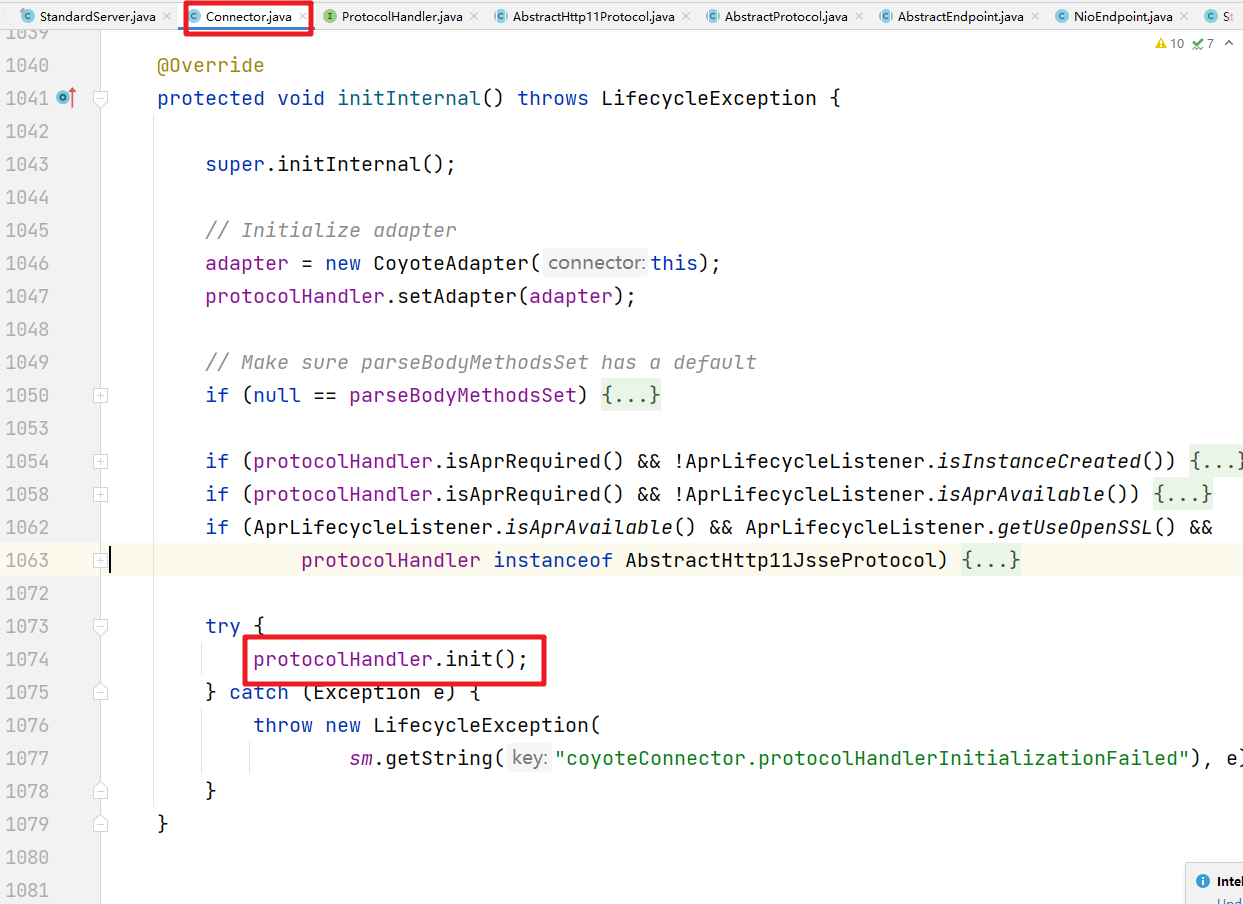 StandardServer.java Connector.java ProtocolHandler.java AbstractHttp11Protocol.java AbstractProtocol.java AbstractEndpoint.java NioEndpoint.java St
1039
10 7
1040 @Override
1041 protected void initInternal() throws LifecycleException {
1042
1043 super.initInternal();
1044
1045 // Initialize adapter
1046 adapter = new CoyoteAdapter( connector: this);
1047 protocolHandler.setAdapter(adapter);
1048
1049 // Make sure parseBodyMethodsSet has a default
1050 if (null == parseBodyMethodsSet) {...}
1053
1054 if (protocolHandler.isAprRequired() && !AprLifecycleListener.isInstanceCreated()) {...}
1058 if (protocolHandler.isAprRequired() && !AprLifecycleListener.isAprAvailable()) {...}
1062 if (AprLifecycleListener.isAprAvailable() && AprLifecycleListener.getUseOpenSSL() &&
1063 protocolHandler instanceof AbstractHttp11JsseProtocol) {...}
1072
1073 try {
1074 protocolHandler.init();
1075 } catch (Exception e) {
1076 throw new LifecycleException(
1077 sm.getString( key: "coyoteConnector.protocolHandlerInitializationFailed"), e)
1078 }
1079 }
1080
1081
Intel